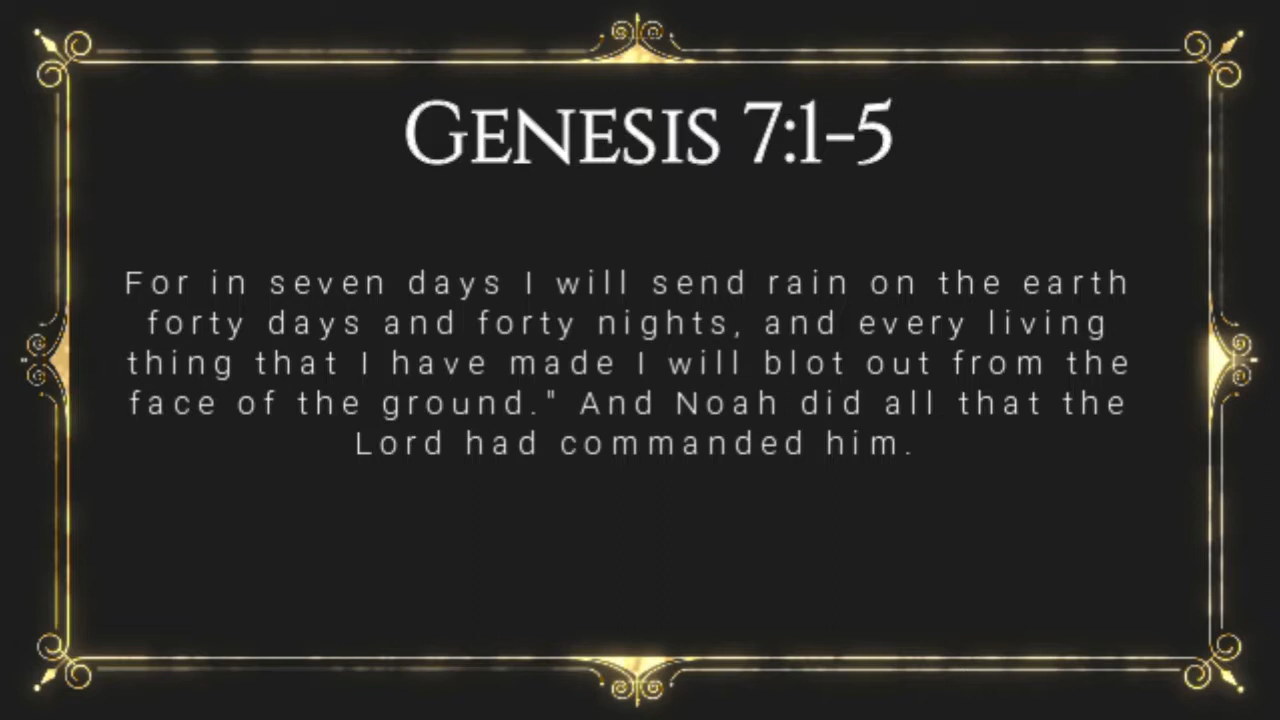 Genesis 7:1-5
For in seven days I will send rain on the earth
forty days and forty nights, and every living
thing that I have made I will blot out from the
face of the ground." And Noah did all that the
Lord had commanded him.